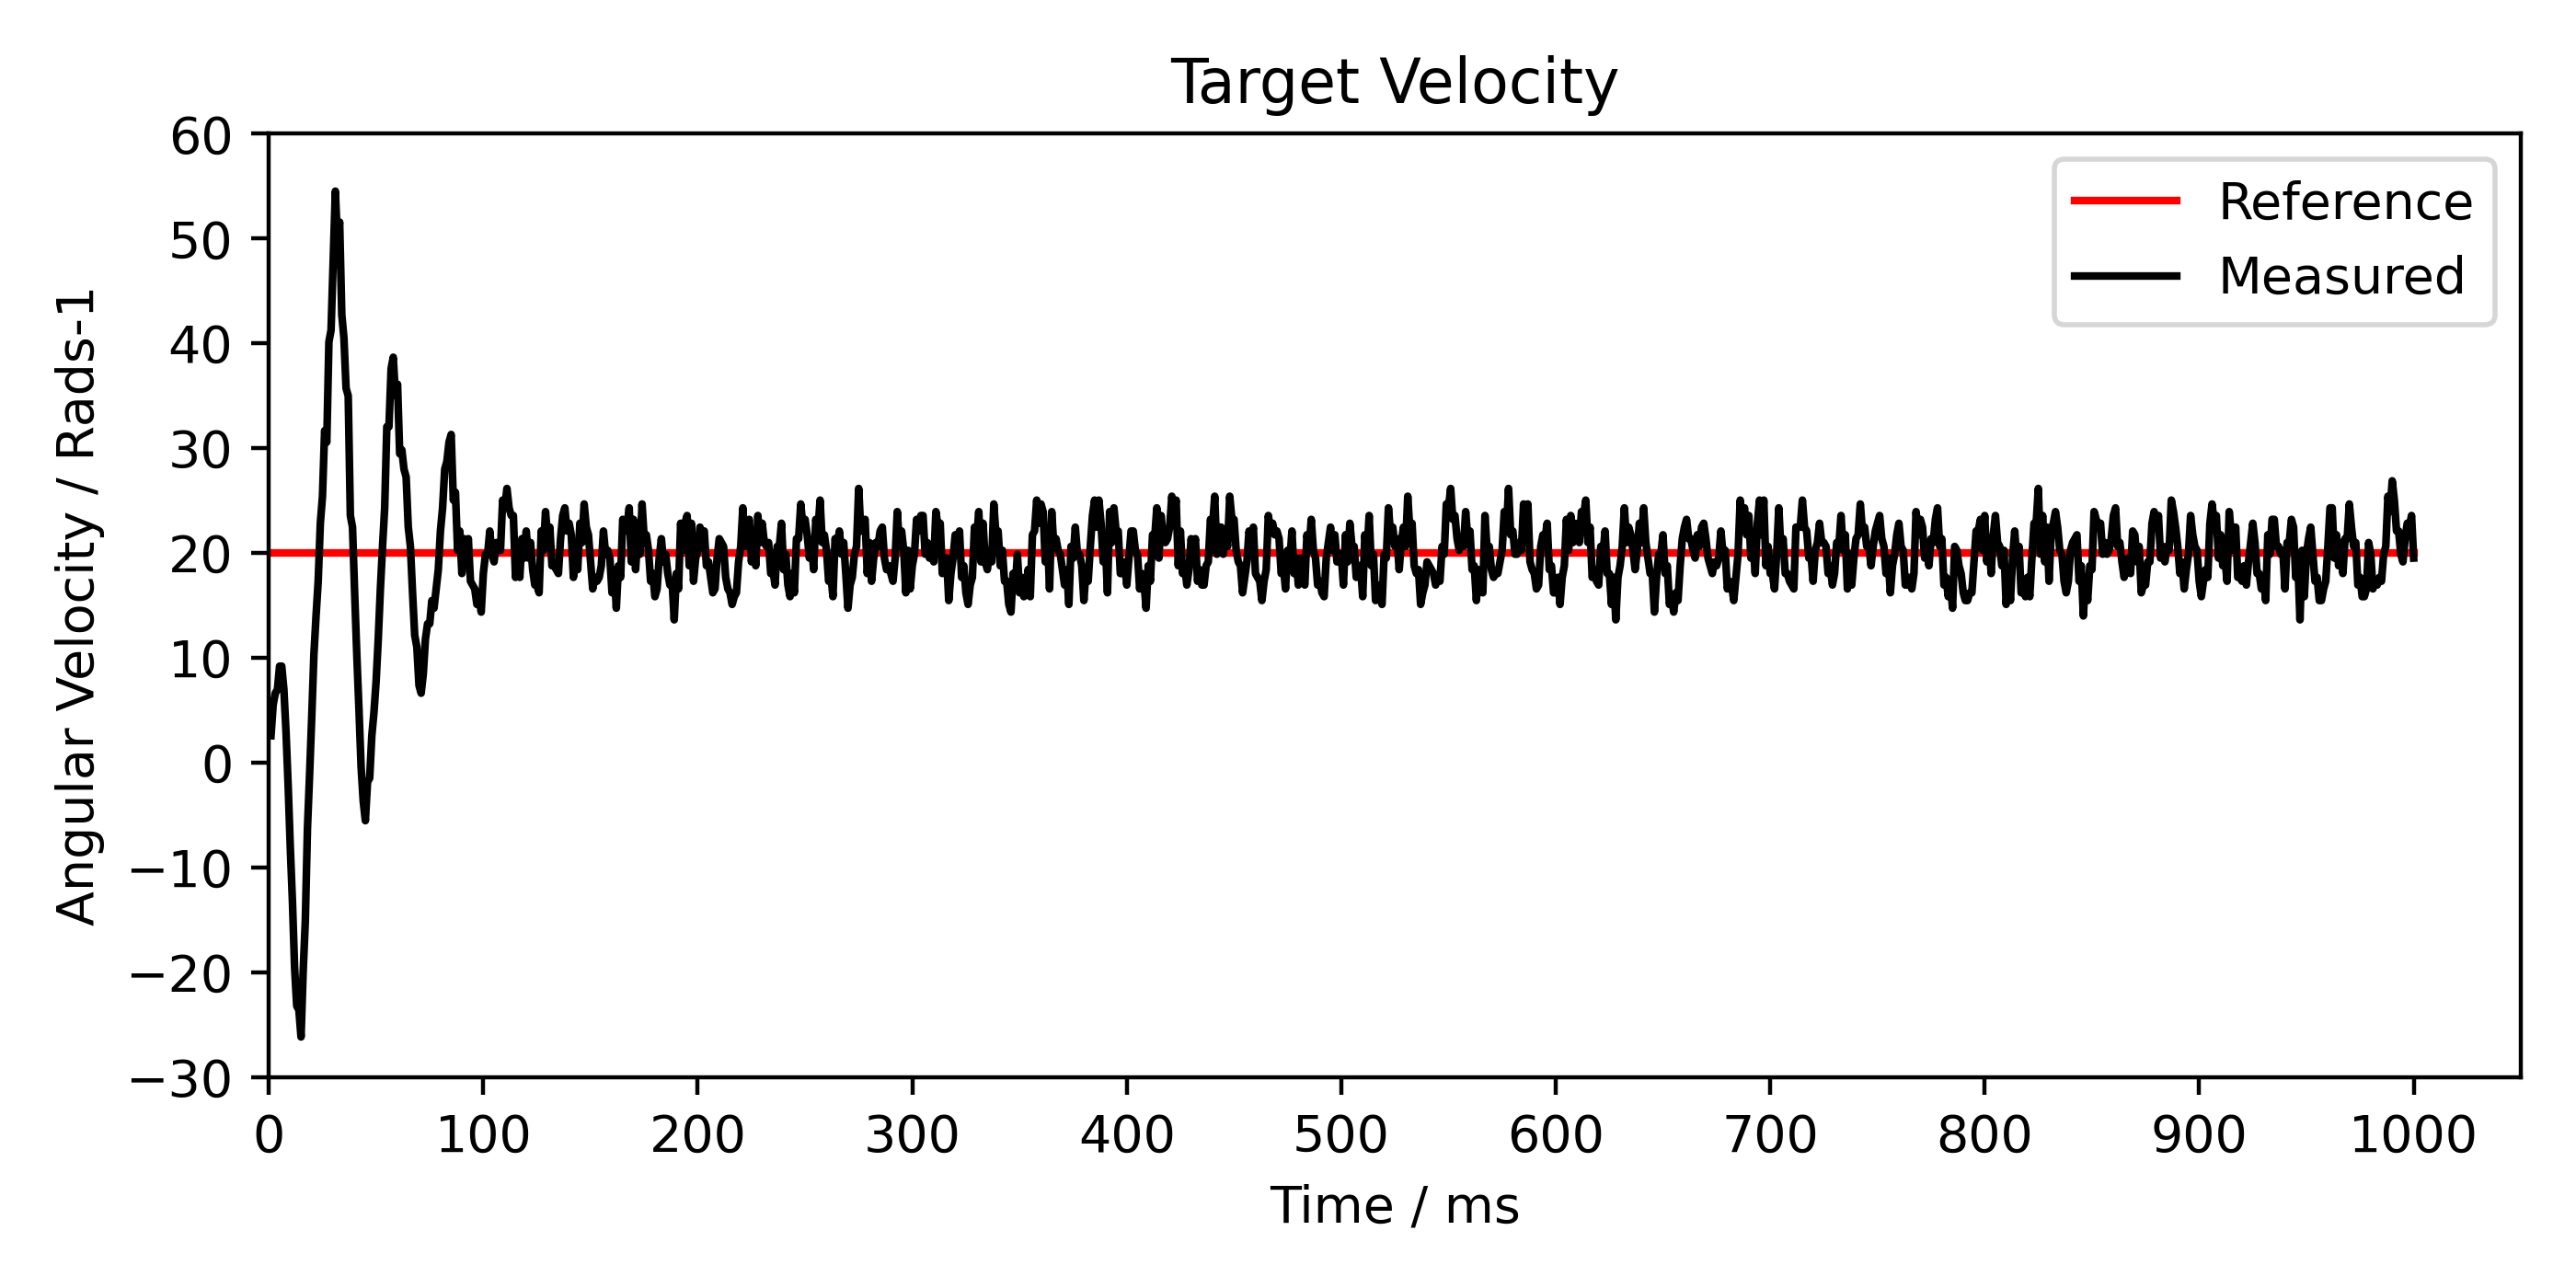 Target Velocity
60
50
40
30
20
10
0
−10
−20
−30
Angular Velocity / Rads-1
Reference
Measured
0 100 200 300 400 500 600 700 800 900 1000
Time / ms